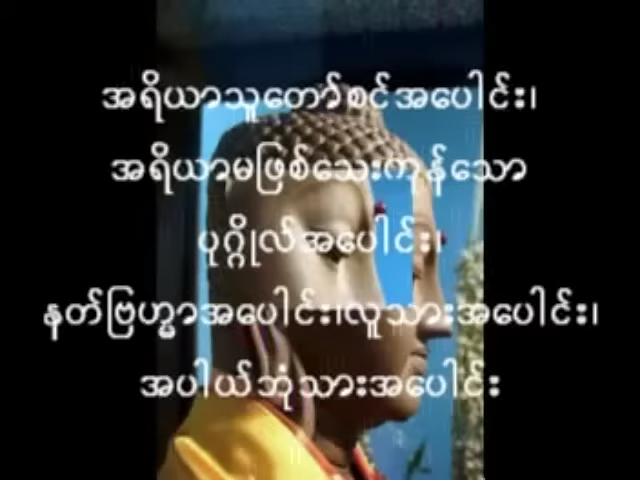 အရိယာသူတော်စင်အပေါင်း၊
အရိယာမဖြစ်သေးကုန်သော
ပုဂ္ဂိုလ်အပေါင်း၊
နတ်ဗြဟ္မာအပေါင်း၊လူသားအပေါင်း၊
အပါယ်ဘုံသားအပေါင်း